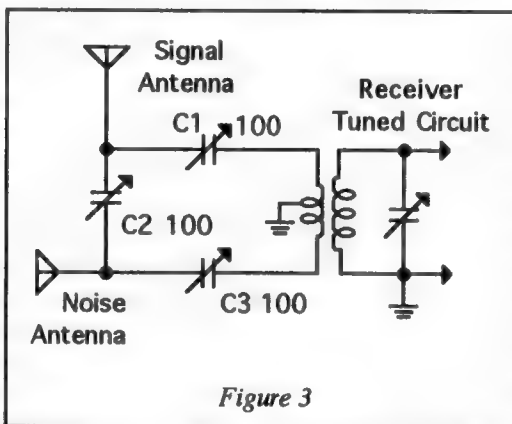 Signal
Antenna
C1 100
Receiver
Tuned Circuit
C2 100
C3 100
Noise
Antenna
Figure 3